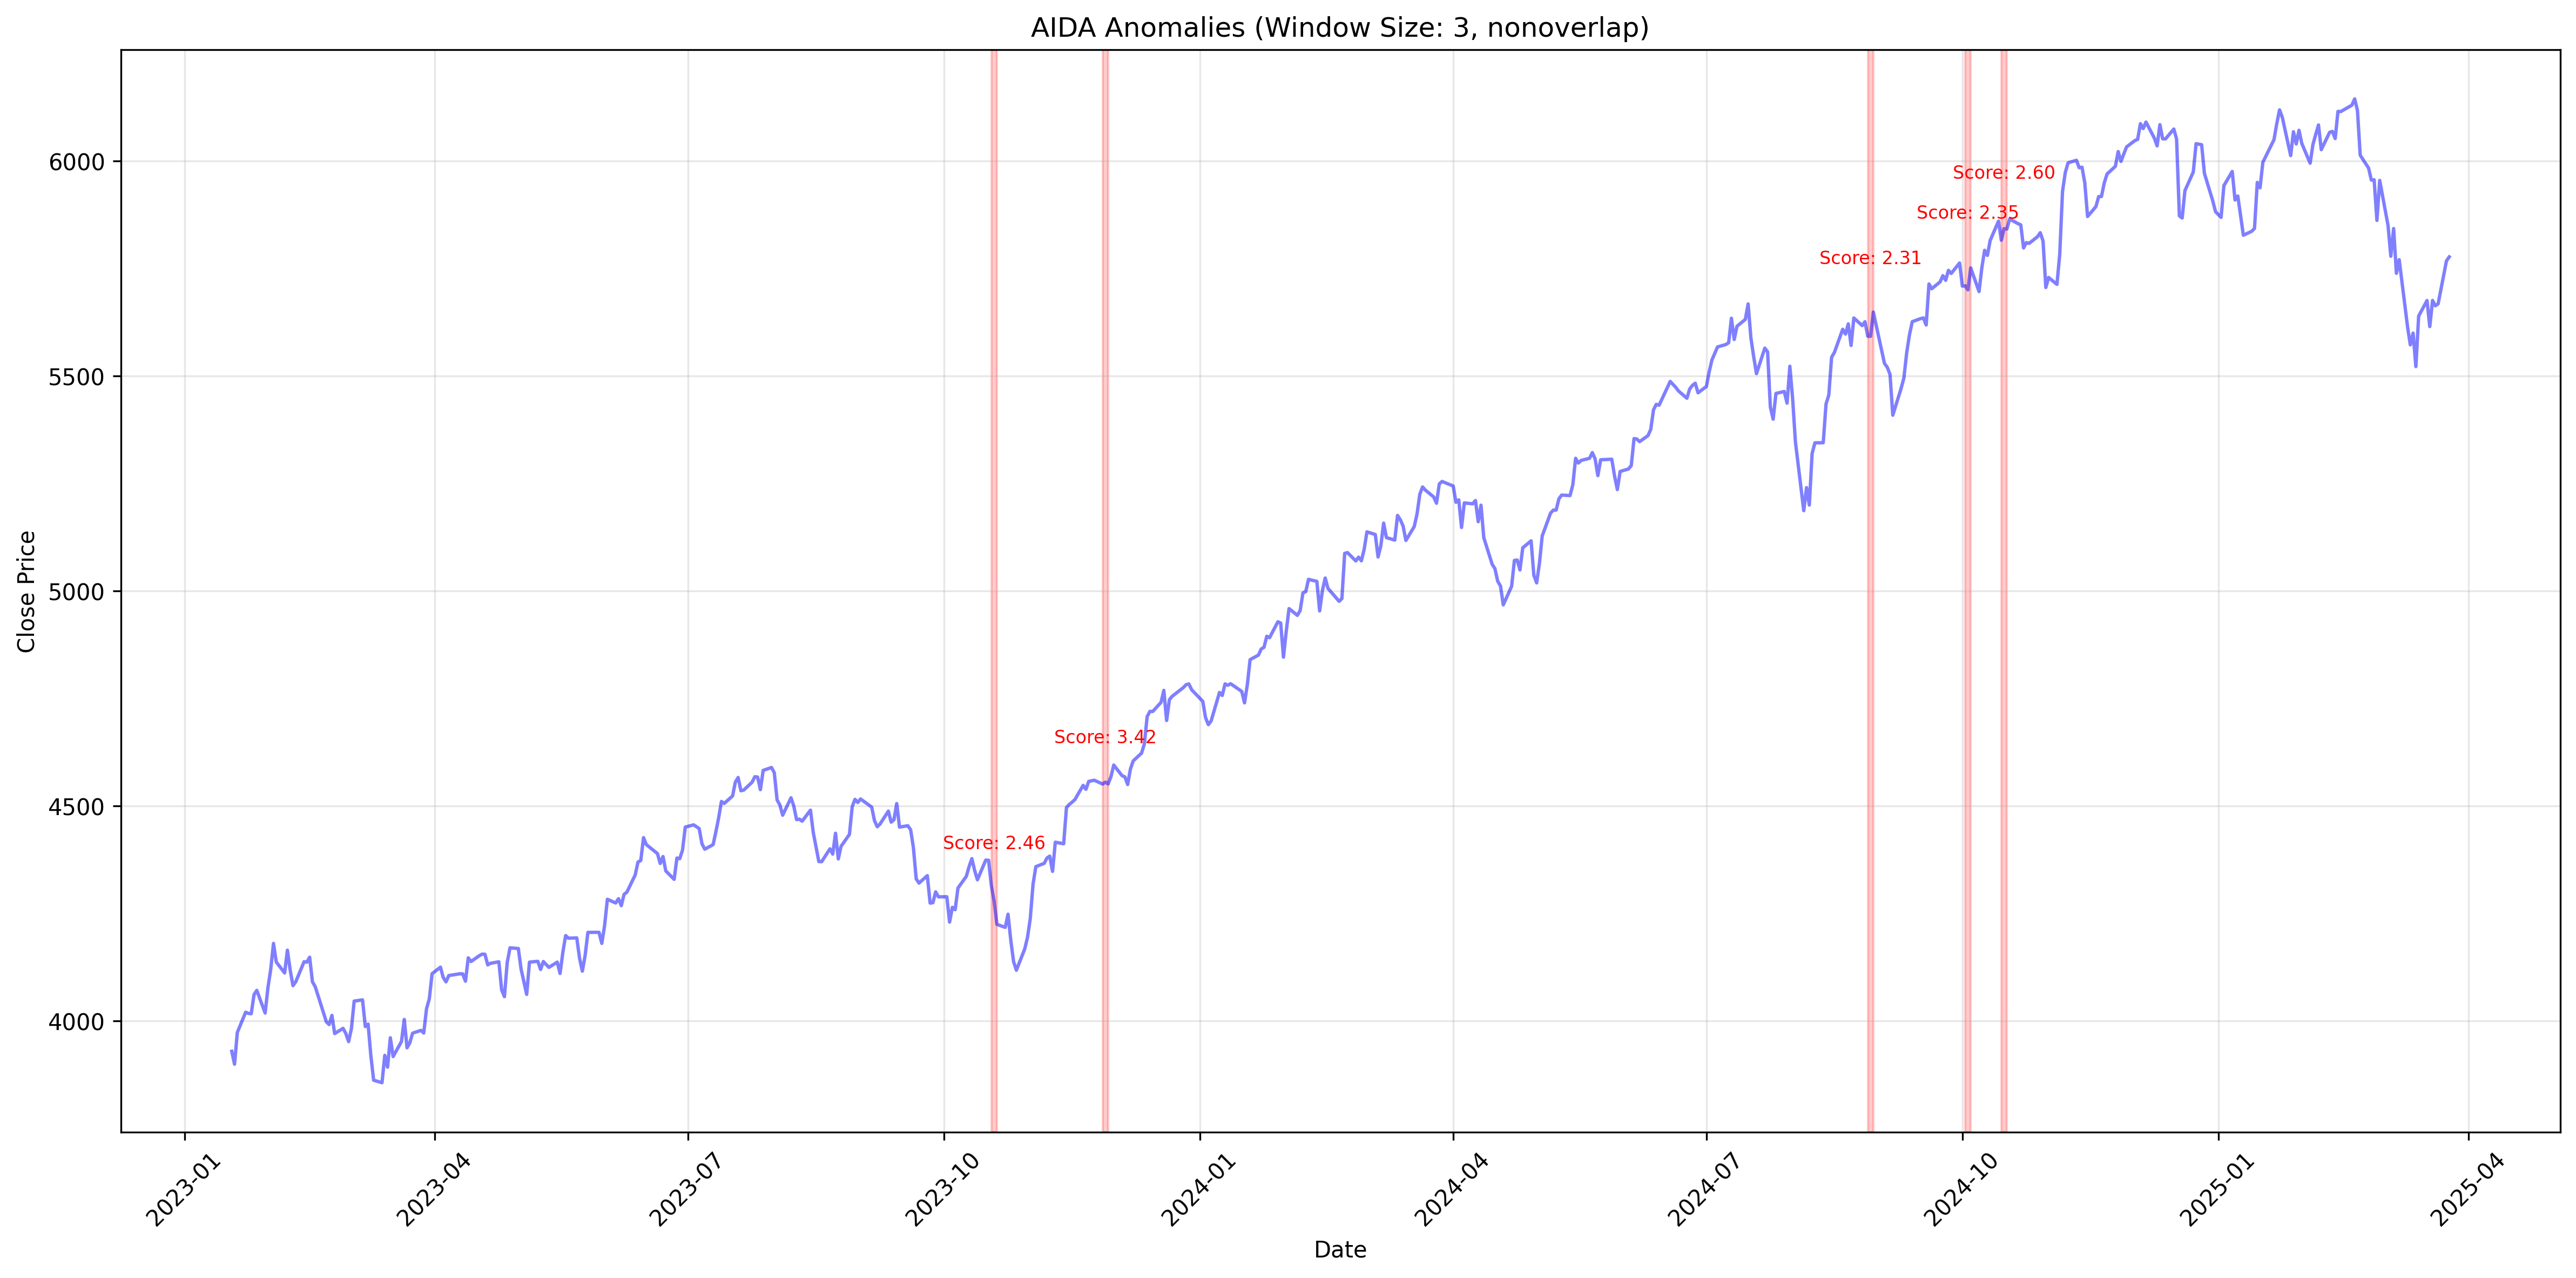 AIDA Anomalies (Window Size: 3, nonoverlap)
Close Price
6000
5500
5000
4500
4000
Score: 2.46
Score: 3.42
Score: 2.31
Score: 2.35
Score: 2.60
2023-01
2023-04
2023-07
2023-10
2024-01
2024-04
2024-07
2024-10
2025-01
2025-04
Date